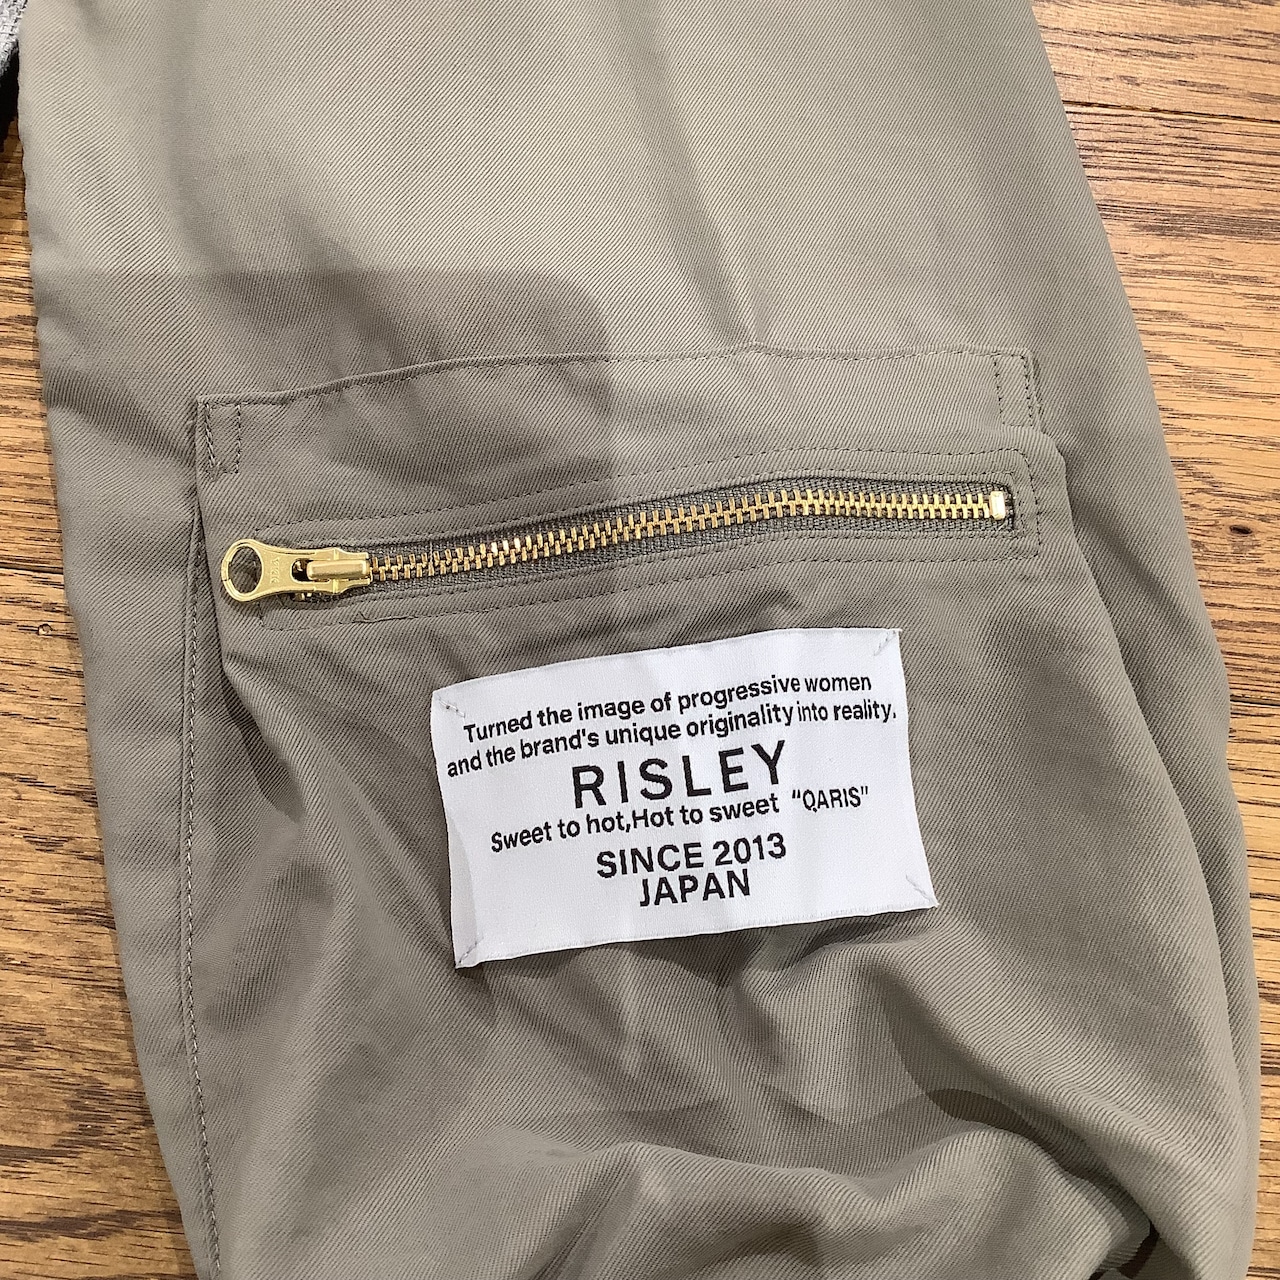 Turned the image of progressive women
and the brand's unique originality into reality.
RISLEY
Sweet to hot,Hot to sweet “QARIS”
SINCE 2013
JAPAN